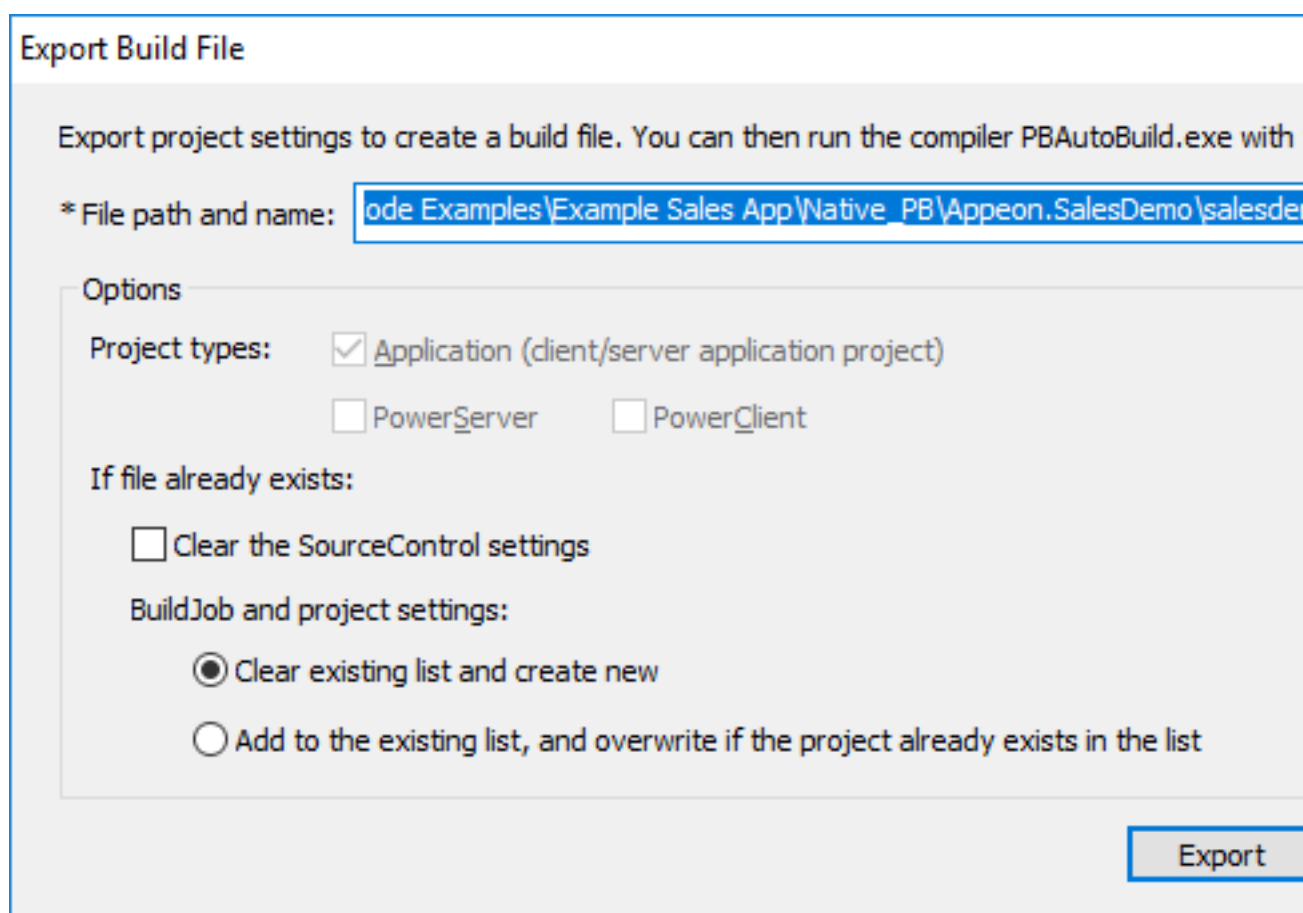 Export Build File
Export project settings to create a build file. You can then run the compiler PBAutoBuild.exe with
* File path and name: ode Examples\Example Sales App\Native_PB\Appeon.SalesDemo\salesder
Options
Project types: Application (client/server application project)
PowerServer PowerClient
If file already exists:
Clear the SourceControl settings
BuildJob and project settings:
Clear existing list and create new
Add to the existing list, and overwrite if the project already exists in the list
Export